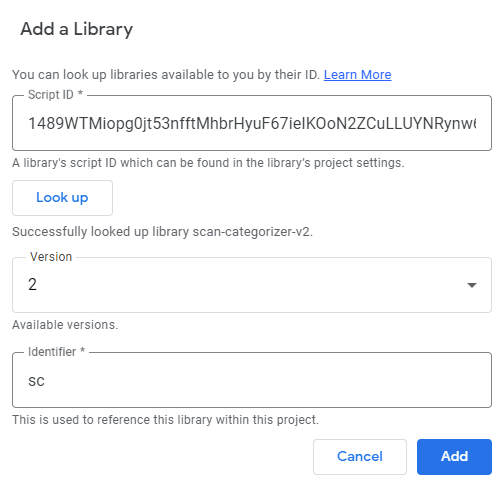 Add a Library
You can look up libraries available to you by their ID. Learn More
Script ID *
1489WTMiopg0jt53nfftMhbrHyuF67ieIKOoN2ZCuLLUYNRynw
A library's script ID which can be found in the library's project settings.
Look up
Successfully looked up library scan-categorizer-v2.
Version
2
Available versions.
Identifier *
sc
This is used to reference this library within this project.
Cancel
Add